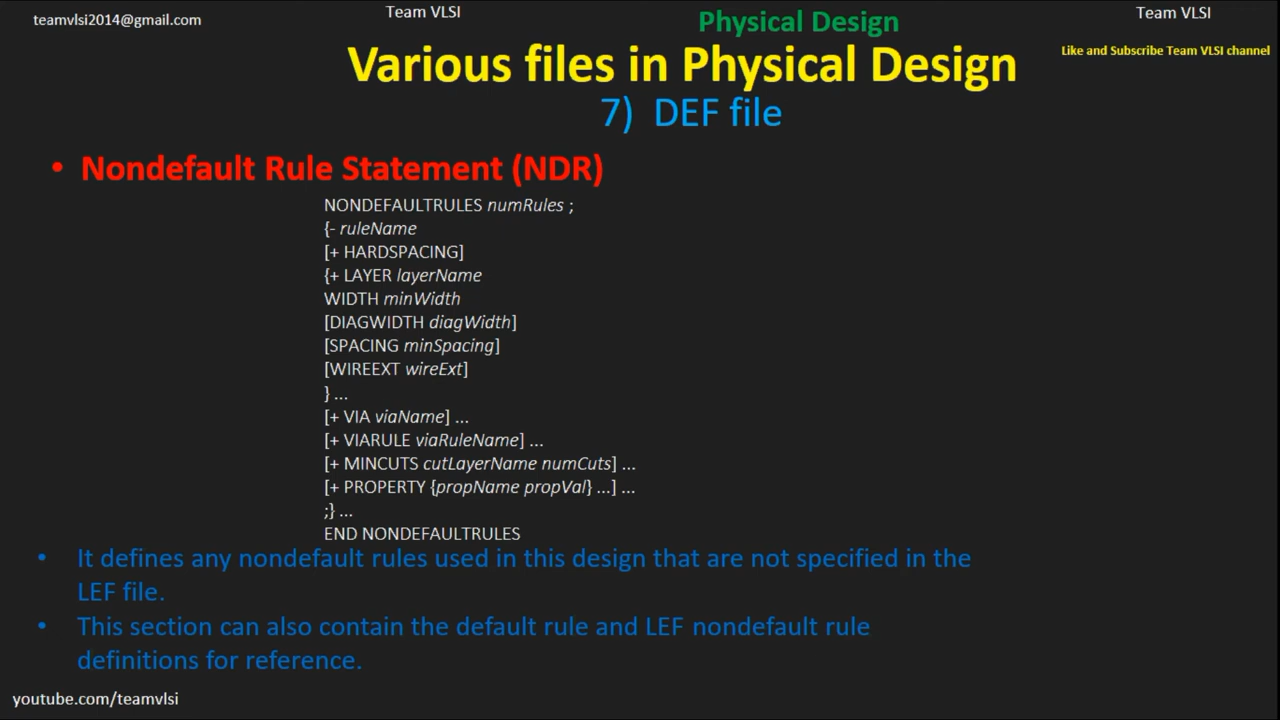 teamvlsi2014@gmail.com
Team VLSI
Physical Design
Team VLSI
Various files in Physical Design
Like and Subscribe Team VLSI channel
7) DEF file
• Nondefault Rule Statement (NDR)
NONDEFAULTRULES numRules ;
{- ruleName
[+ HARDSPACING]
{+ LAYER layerName
WIDTH minWidth
[DIAGWIDTH diagWidth]
[SPACING minSpacing]
[WIREEXT wireExt]
} ...
[+ VIA viaName] ...
[+ VIARULE viaRuleName] ...
[+ MINCUTS cutLayerName numCuts] ...
[+ PROPERTY {propName propVal} ...] ...
;} ...
END NONDEFAULTRULES
• It defines any nondefault rules used in this design that are not specified in the
LEF file.
• This section can also contain the default rule and LEF nondefault rule
definitions for reference.
youtube.com/teamvlsi